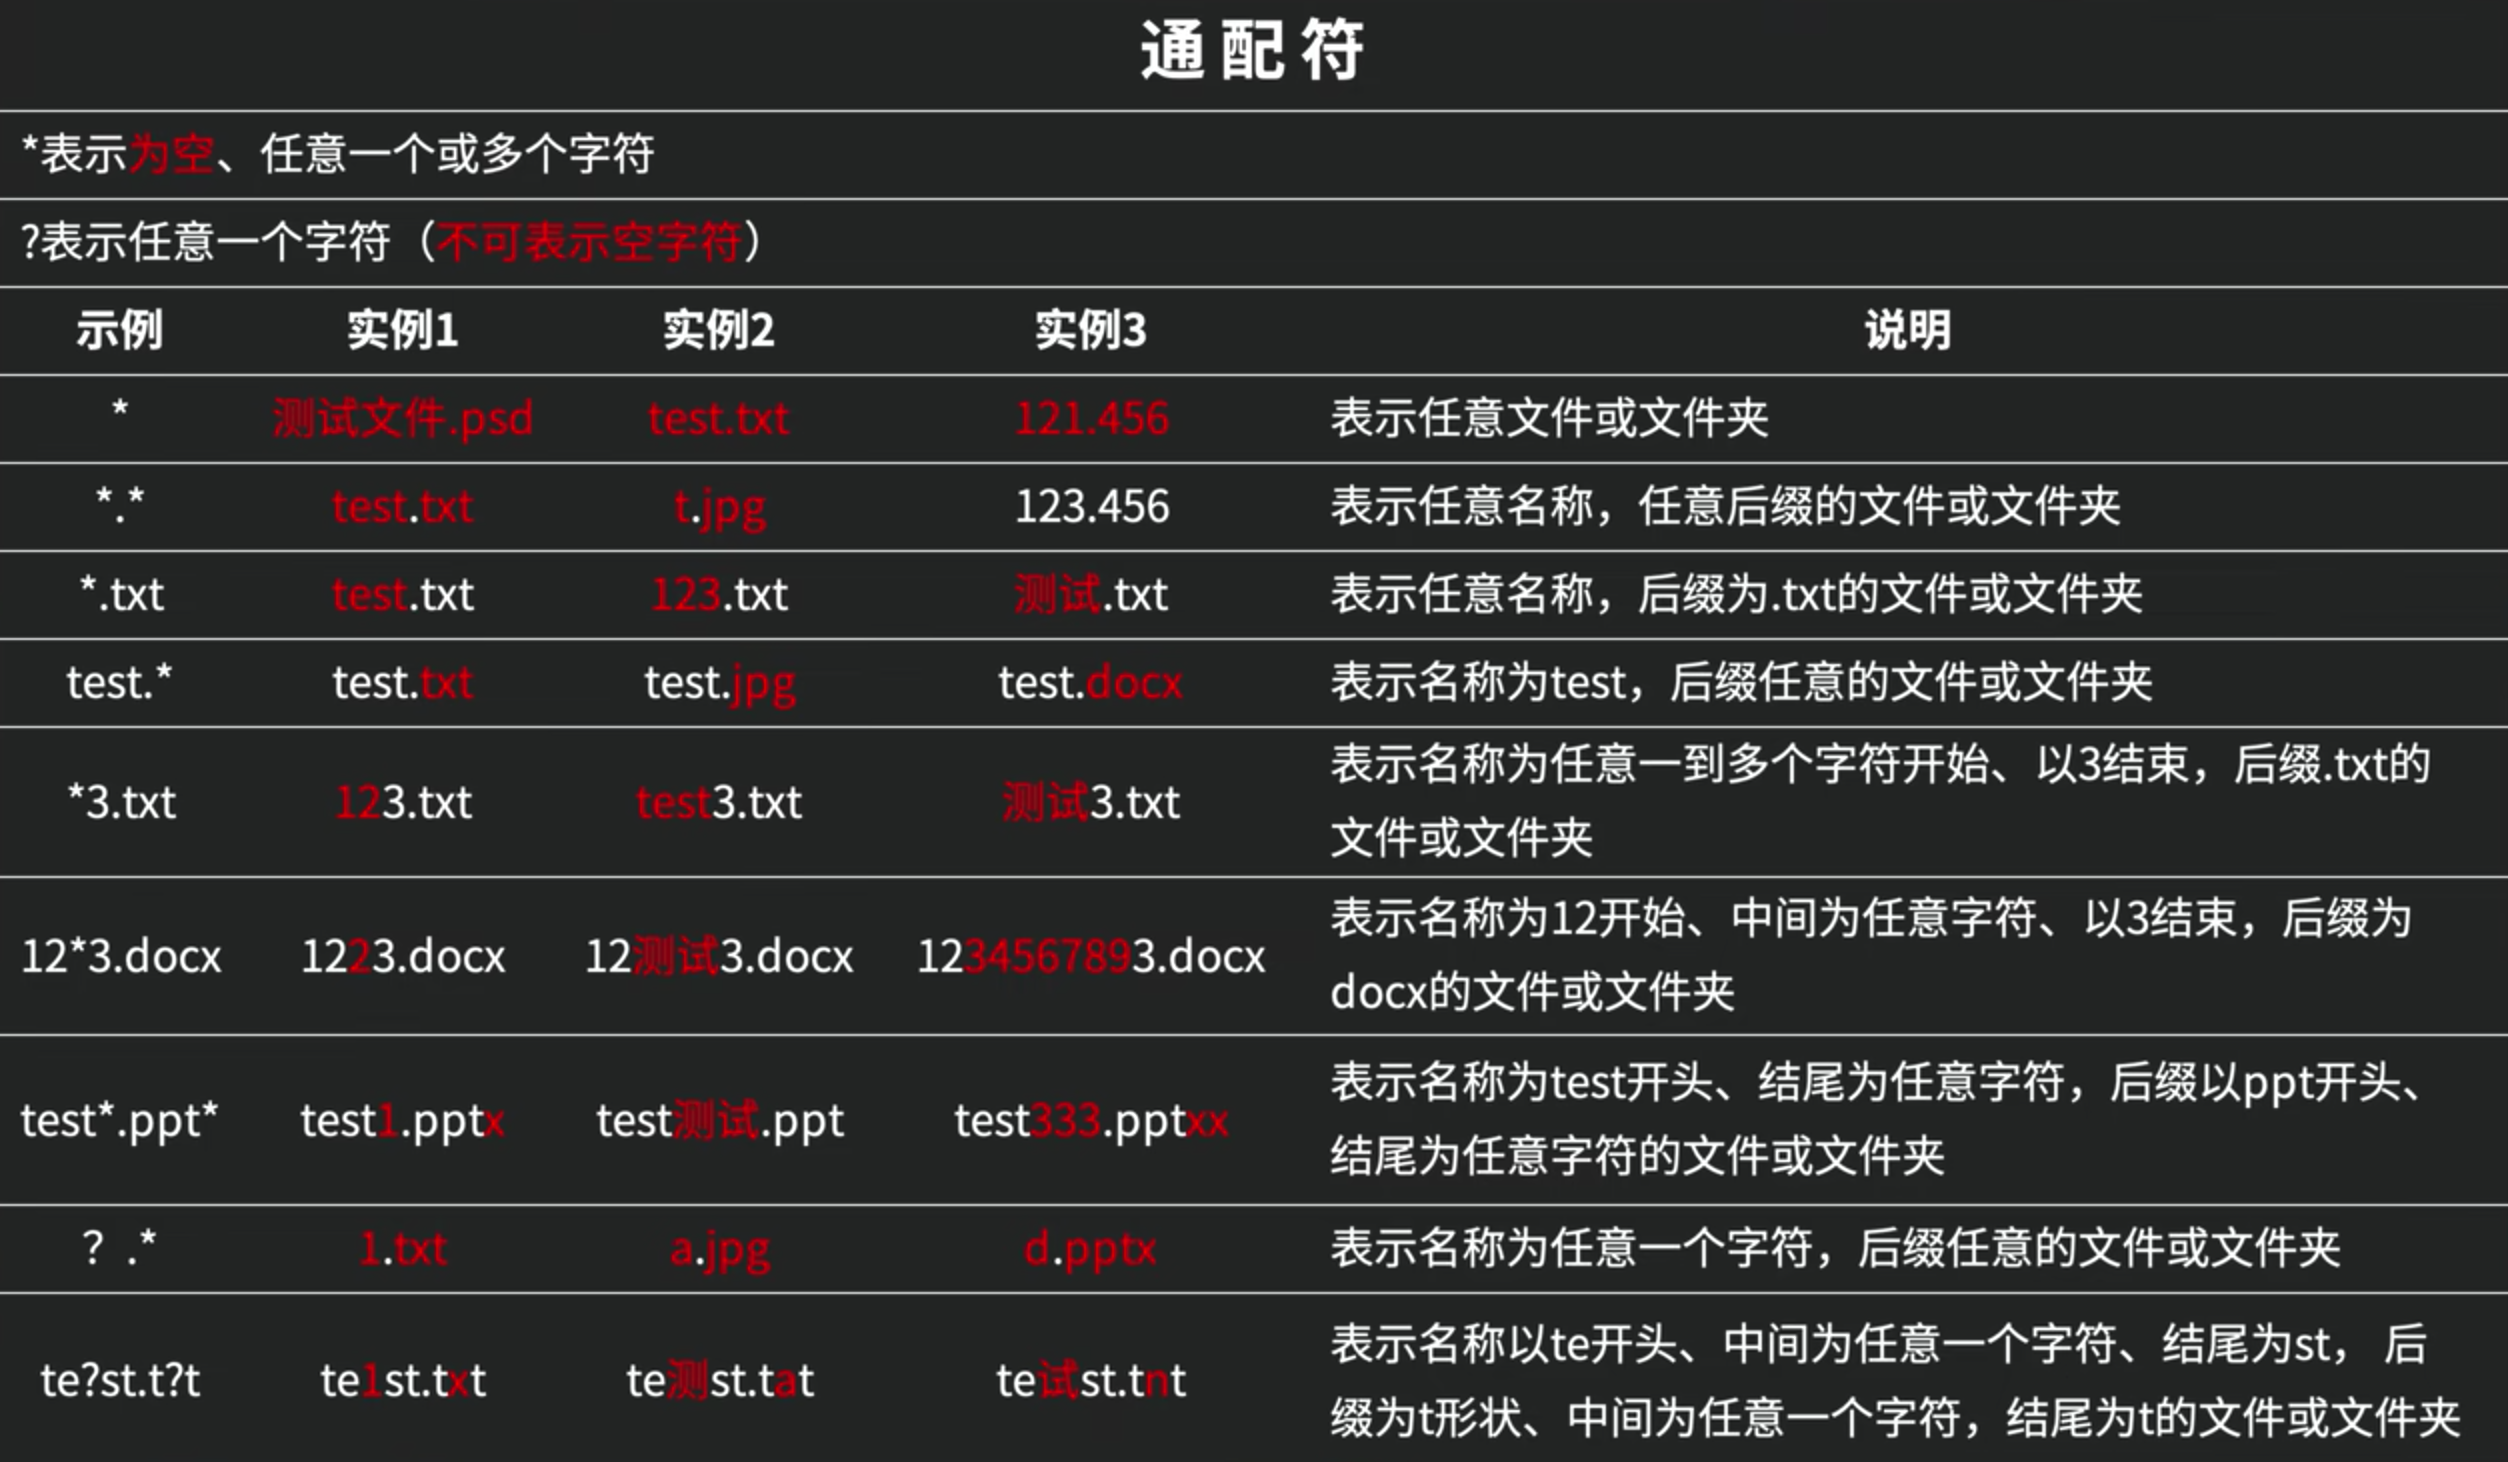 通配符
*表示为空、任意一个或多个字符
?表示任意一个字符（不可表示空字符）
示例 实例1 实例2 实例3 说明
* 测试文件.psd test.txt 121.456 表示任意文件或文件夹
*.* test.txt t.jpg 123.456 表示任意名称，任意后缀的文件或文件夹
*.txt test.txt 123.txt 测试.txt 表示任意名称，后缀为.txt的文件或文件夹
test.* test.txt test.jpg test.docx 表示名称为test，后缀任意的文件或文件夹
*3.txt 123.txt test3.txt 测试3.txt 表示名称为任意一到多个字符开始、以3结束，后缀.txt的
文件或文件夹
12*3.docx 1223.docx 12测试3.docx 1234567893.docx 表示名称为12开始、中间为任意字符、以3结束，后缀为
docx的文件或文件夹
test*.ppt* test1.pptx test测试.ppt test333.pptxx 表示名称为test开头、结尾为任意字符，后缀以ppt开头、
结尾为任意字符的文件或文件夹
？.* 1.txt a.jpg d.pptx 表示名称为任意一个字符，后缀任意的文件或文件夹
te?st.t?t te1st.txt te测st.tat te试st.tnt 表示名称以te开头、中间为任意一个字符、结尾为st， 后
缀为t形状、中间为任意一个字符，结尾为t的文件或文件夹